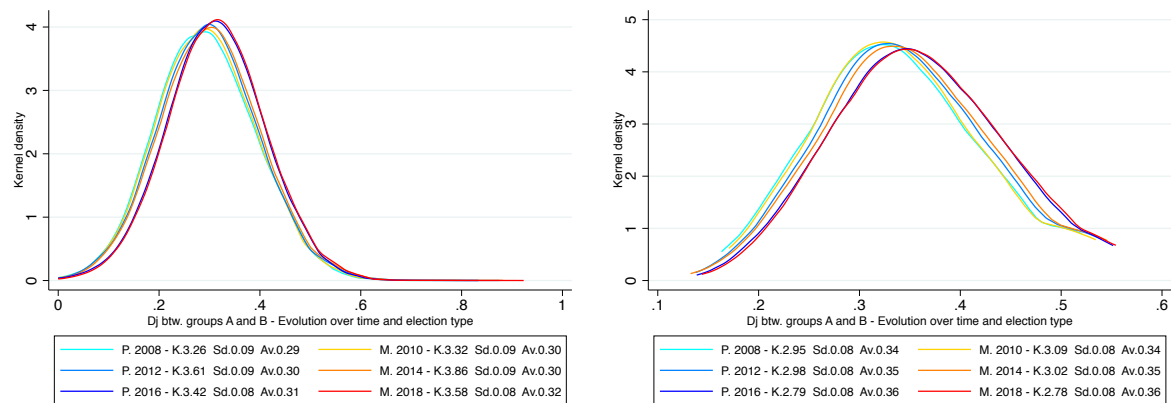 Kernel density
4
3
2
1
0
0
.2
.4
.6
.8
1
Dj btw. groups A and B - Evolution over time and election type
P. 2008 - K.3.26 Sd.0.09 Av.0.29
M. 2010 - K.3.32 Sd.0.09 Av.0.30
P. 2012 - K.3.61 Sd.0.09 Av.0.30
M. 2014 - K.3.86 Sd.0.09 Av.0.30
P. 2016 - K.3.42 Sd.0.08 Av.0.31
M. 2018 - K.3.58 Sd.0.08 Av.0.32
Kernel density
5
4
3
2
1
0
.1
.2
.3
.4
.5
.6
Dj btw. groups A and B - Evolution over time and election type
P. 2008 - K.2.95 Sd.0.08 Av.0.34
M. 2010 - K.3.09 Sd.0.08 Av.0.34
P. 2012 - K.2.98 Sd.0.08 Av.0.35
M. 2014 - K.3.02 Sd.0.08 Av.0.35
P. 2016 - K.2.79 Sd.0.08 Av.0.36
M. 2018 - K.2.78 Sd.0.08 Av.0.36